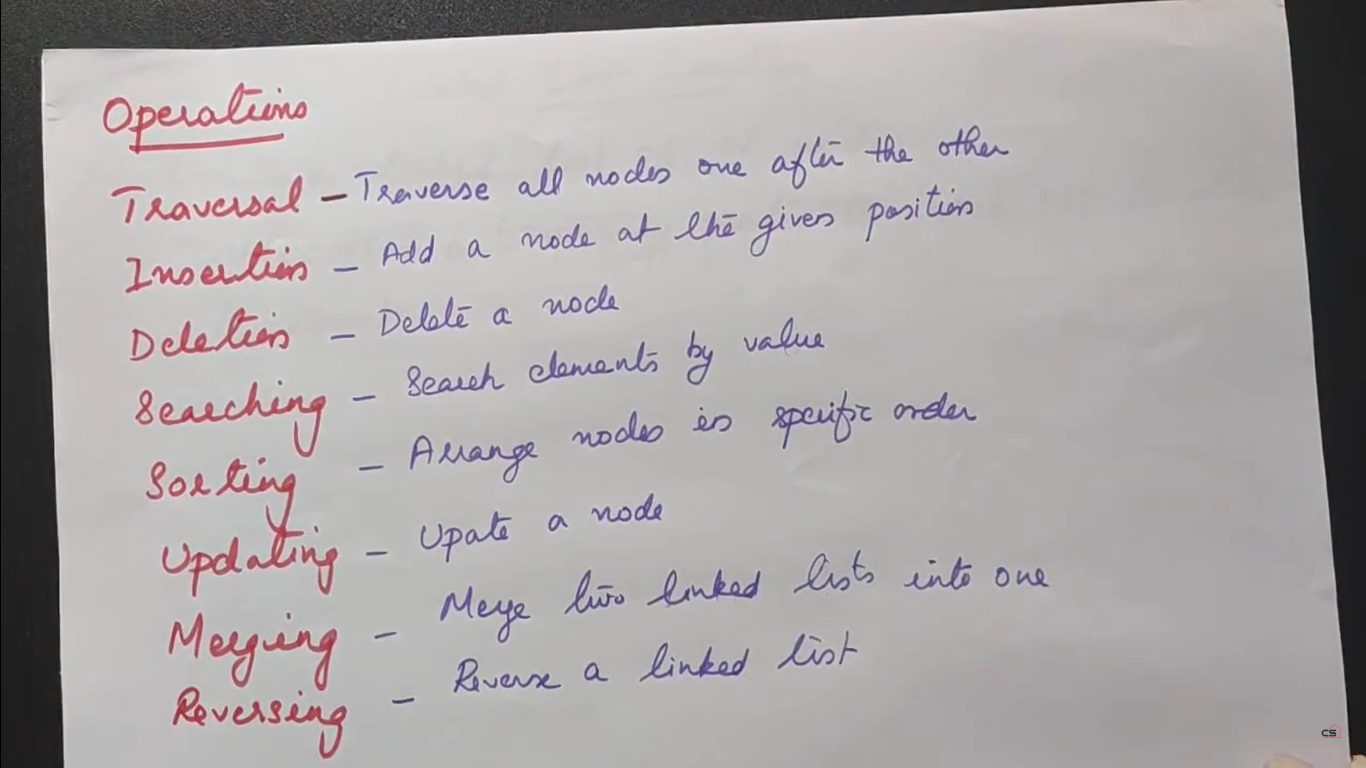 Operations
Traversal - Traverse all nodes one after the other
Insertion - Add a node at the given position
Deletion - Delete a node
Searching - Search elements by value
Sorting - Arrange nodes in specific order
Updating - Upate a node
Merging - Merge two linked lists into one
Reversing - Reverse a linked list
CS